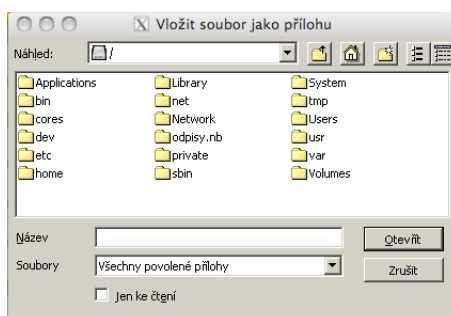 Vložit soubor jako přílohu
Náhled: /
Applications Library System
bin net tmp
cores Network Users
dev odpisy.nb usr
etc private var
home sbin Volumes
Název Otevřít
Soubory Všechny povolené přílohy Zrušit
Jen ke čtení